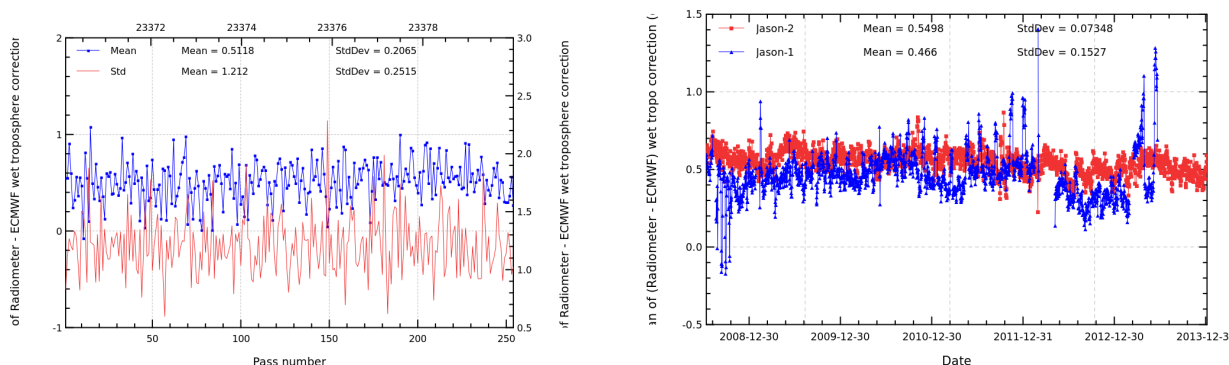 23372 23374 23376 23378
of Radiometer - ECMWF wet troposphere correction
2
1
0
-1
Mean Mean = 0.5118 StdDev = 0.2065
Std Mean = 1.212 StdDev = 0.2515
3.0
2.5
2.0
1.5
1.0
0.5
of Radiometer - ECMWF wet troposphere correction
50 100 150 200 250
Pass number
an of (Radiometer - ECMWF) wet tropo correction (
1.5
1.0
0.5
0.0
-0.5
Jason-2 Mean = 0.5498 StdDev = 0.07348
Jason-1 Mean = 0.466 StdDev = 0.1527
2008-12-30 2009-12-30 2010-12-30 2011-12-31 2012-12-30 2013-12-3
Date